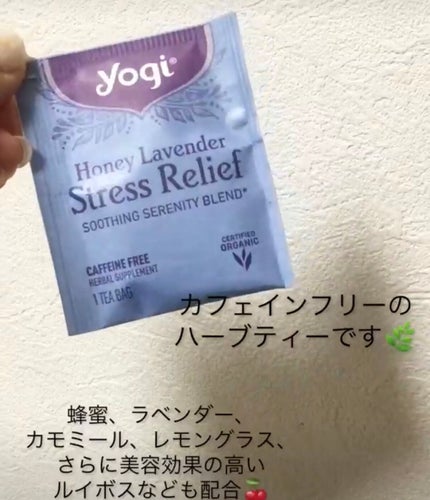 yogi®
Honey Lavender
Stress Relief
SOOTHING SERENITY BLEND*
CERTIFIED
ORGANIC
CAFFEINE FREE
HERBAL SUPPLEMENT
1 TEA BAG
カフェインフリーの
ハーブティーです🌿
蜂蜜、ラベンダー、
カモミール、レモングラス、
さらに美容効果の高い
ルイボスなども配合🍒